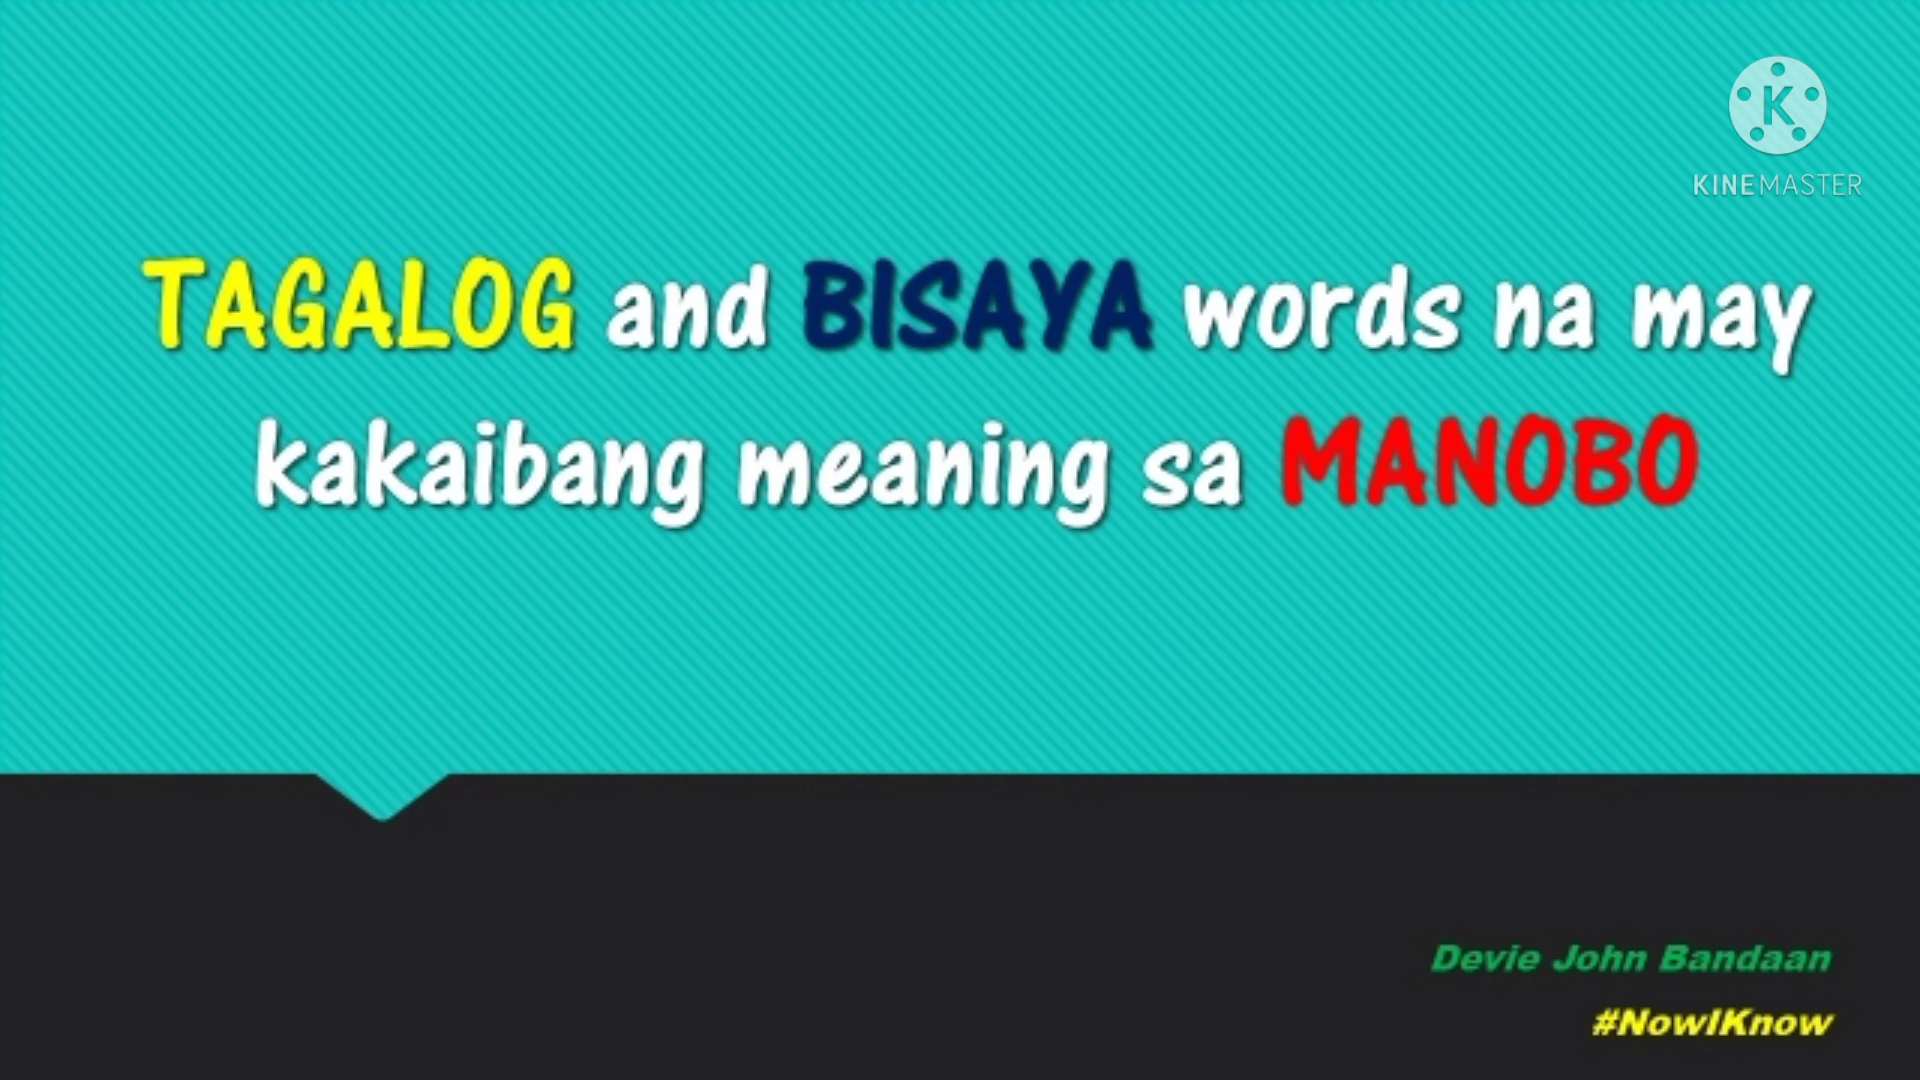 K
KINEMASTER
TAGALOG and BISAYA words na may
kakaibang meaning sa MANOBO
Devie John Bandaan
#NowIKnow